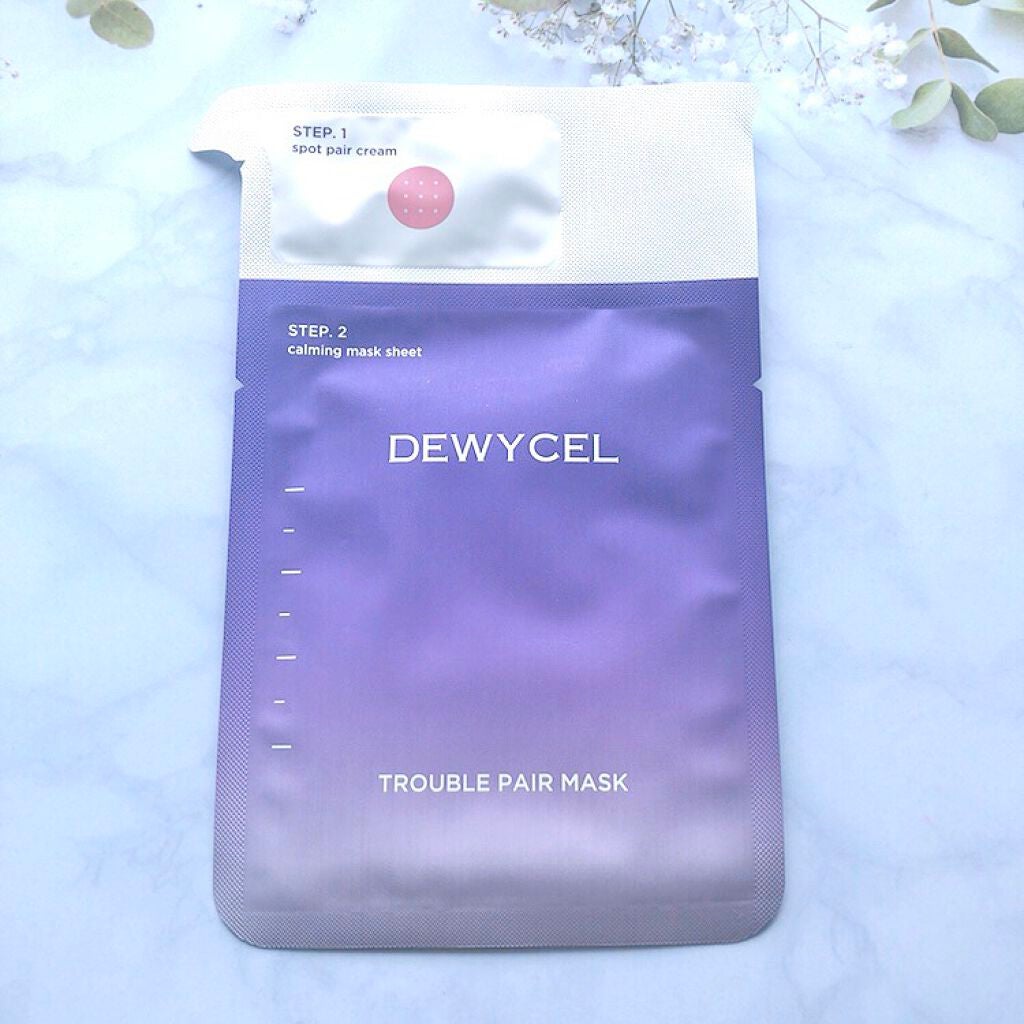 STEP. 1
spot pair cream
STEP. 2
calming mask sheet
DEWYCEL
TROUBLE PAIR MASK